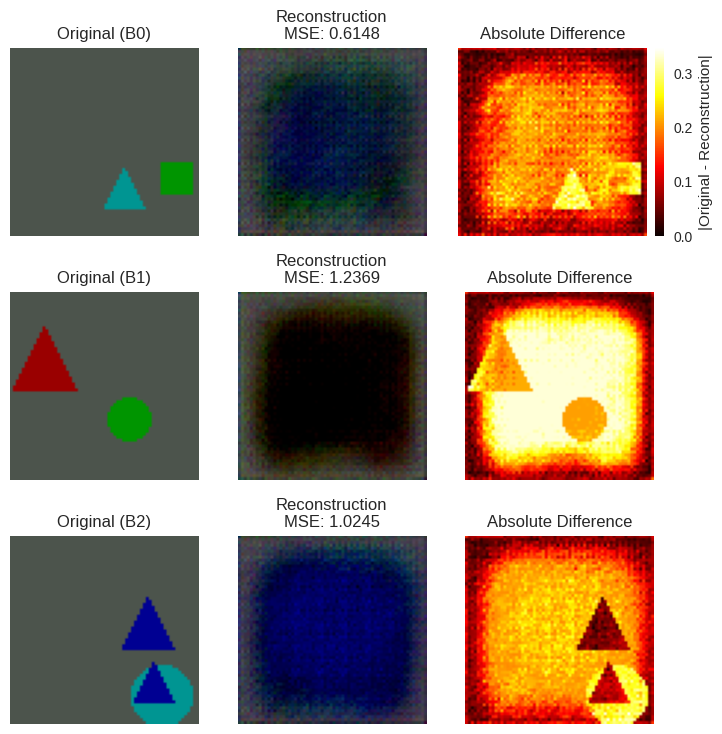 Original (B0)
Reconstruction
MSE: 0.6148
Absolute Difference
0.3
0.2
0.1
0.0
|Original - Reconstruction|
Original (B1)
Reconstruction
MSE: 1.2369
Absolute Difference
Original (B2)
Reconstruction
MSE: 1.0245
Absolute Difference